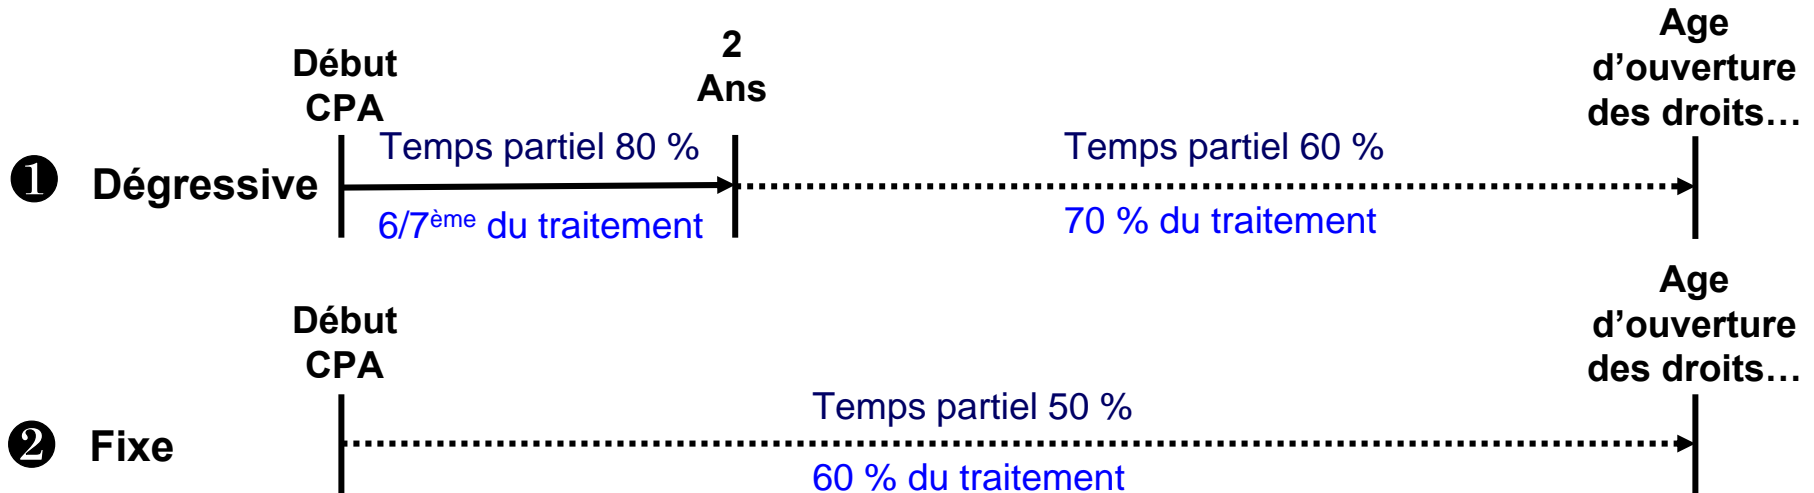 Début
CPA
2
Ans
Age
d’ouverture
des droits…
❶ Dégressive
Temps partiel 80 %
6/7ème du traitement
Temps partiel 60 %
70 % du traitement
Début
CPA
Age
d’ouverture
des droits…
❷ Fixe
Temps partiel 50 %
60 % du traitement